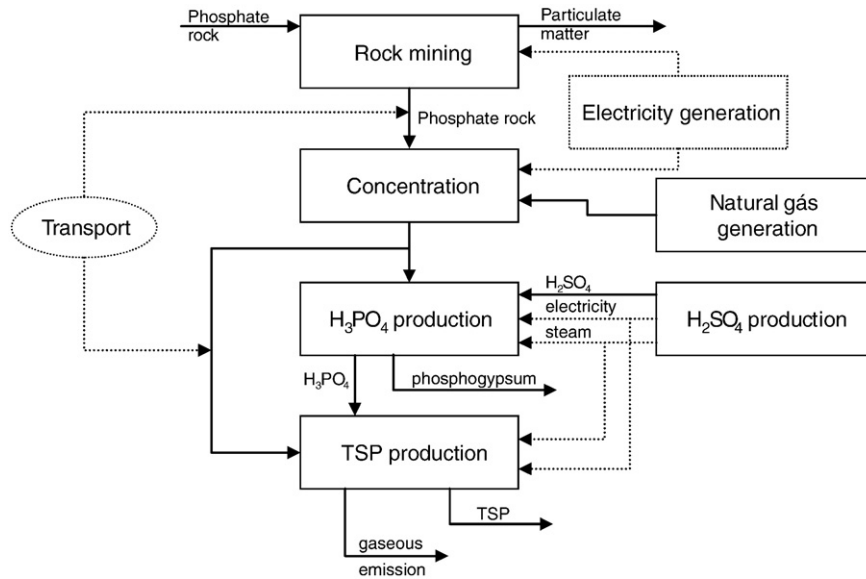 Phosphate
rock
Particulate
matter
Rock mining
Electricity generation
Phosphate rock
Concentration
Natural gás
generation
Transport
H₂SO₄
electricity
steam
H₃PO₄ production
H₂SO₄ production
H₃PO₄
phosphogypsum
TSP production
TSP
gaseous
emission